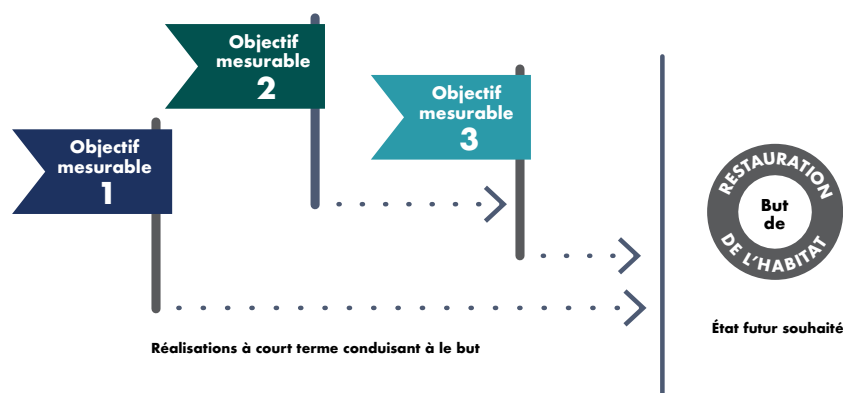 Objectif
mesurable
1
Objectif
mesurable
2
Objectif
mesurable
3
RESTAURATION
But
de
DE L'HABITAT
Réalisations à court terme conduisant à le but
État futur souhaité